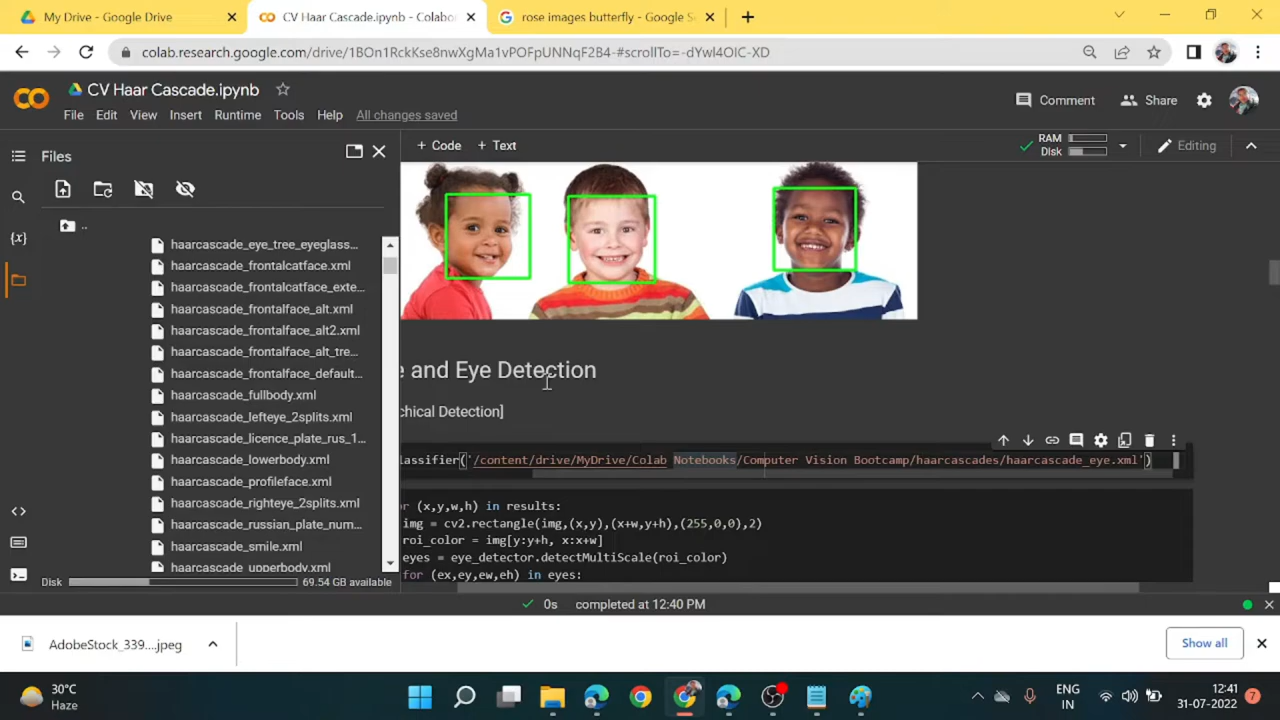 My Drive - Google Drive
CV Haar Cascade.ipynb - Colabo
rose images butterfly - Google Se
colab.research.google.com/drive/1BOn1RckKse8nwXgMa1vPOFpUNNqF2B4-#scrollTo=-dYwl4OIC-XD
CV Haar Cascade.ipynb
Comment
Share
File
Edit
View
Insert
Runtime
Tools
Help
All changes saved
Files
+ Code
+ Text
RAM
Disk
Editing
{x}
..
haarcascade_eye_tree_eyeglass...
haarcascade_frontalcatface.xml
haarcascade_frontalcatface_exte...
haarcascade_frontalface_alt.xml
haarcascade_frontalface_alt2.xml
haarcascade_frontalface_alt_tre...
haarcascade_frontalface_default...
haarcascade_fullbody.xml
haarcascade_lefteye_2splits.xml
haarcascade_licence_plate_rus_1...
haarcascade_lowerbody.xml
haarcascade_profileface.xml
haarcascade_righteye_2splits.xml
haarcascade_russian_plate_num...
haarcascade_smile.xml
haarcascade_upperbody.xml
Disk
69.54 GB available
e and Eye Detection
chical Detection]
lassifier('/content/drive/MyDrive/Colab Notebooks/Computer Vision Bootcamp/haarcascades/haarcascade_eye.xml')
or (x,y,w,h) in results:
img = cv2.rectangle(img,(x,y),(x+w,y+h),(255,0,0),2)
roi_color = img[y:y+h, x:x+w]
eyes = eye_detector.detectMultiScale(roi_color)
for (ex,ey,ew,eh) in eyes:
0s
completed at 12:40 PM
AdobeStock_339....jpeg
Show all
30°C
Haze
ENG
IN
12:41
31-07-2022
7